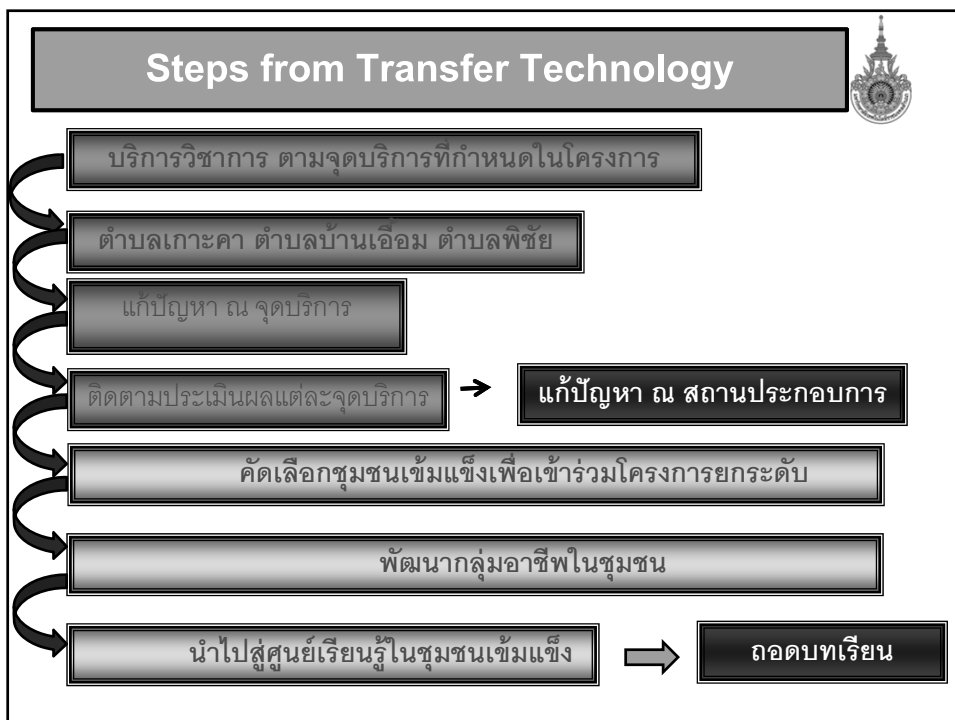 Steps from Transfer Technology
บริการวิชาการ ตามจุดบริการที่กำหนดในโครงการ
ตำบลเกาะคา ตำบลบ้านเอื้อม ตำบลพิชัย
แก้ปัญหา ณ จุดบริการ
ติดตามประเมินผลแต่ละจุดบริการ
แก้ปัญหา ณ สถานประกอบการ
คัดเลือกชุมชนเข้มแข็งเพื่อเข้าร่วมโครงการยกระดับ
พัฒนากลุ่มอาชีพในชุมชน
นำไปสู่ศูนย์เรียนรู้ในชุมชนเข้มแข็ง
ถอดบทเรียน